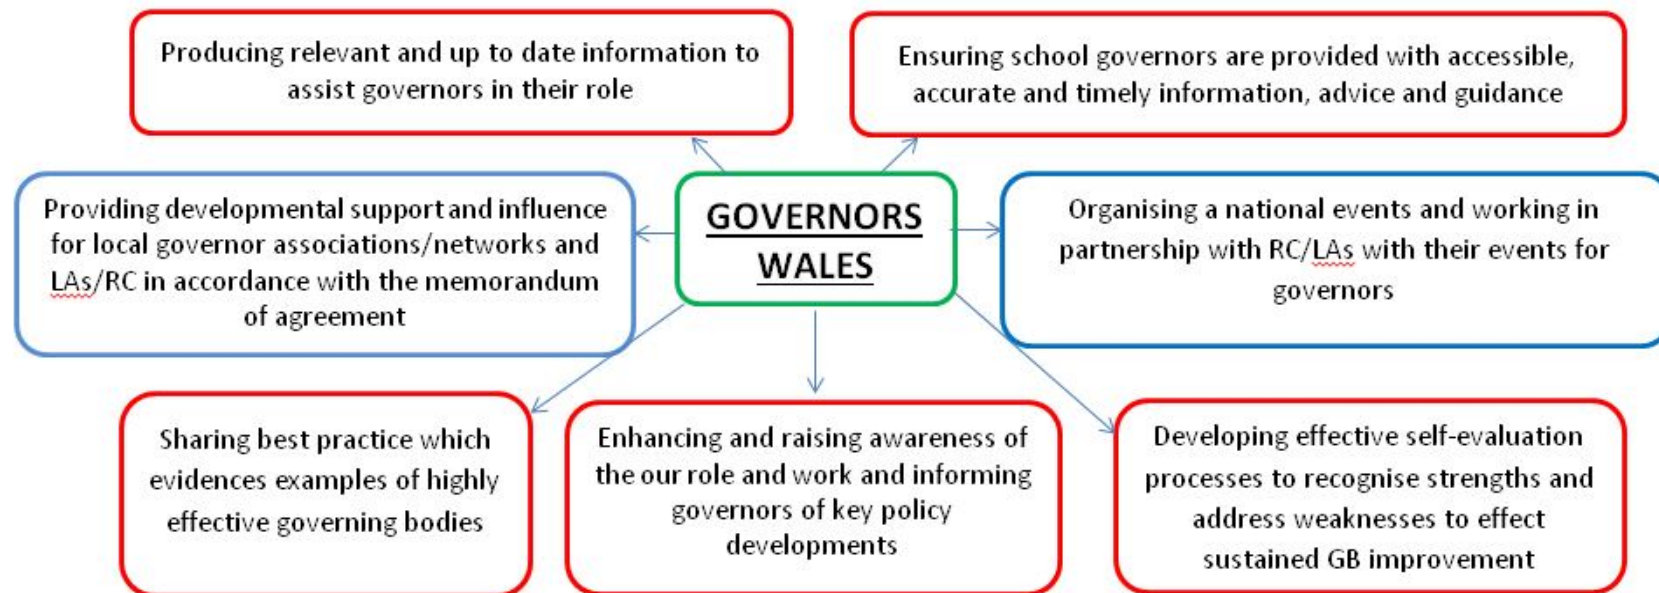 Producing relevant and up to date information to
assist governors in their role
Ensuring school governors are provided with accessible,
accurate and timely information, advice and guidance
Providing developmental support and influence
for local governor associations/networks and
LAs/RC in accordance with the memorandum
of agreement
GOVERNORS
WALES
Organising a national events and working in
partnership with RC/LAs with their events for
governors
Sharing best practice which
evidences examples of highly
effective governing bodies
Enhancing and raising awareness of
the our role and work and informing
governors of key policy
developments
Developing effective self-evaluation
processes to recognise strengths and
address weaknesses to effect
sustained GB improvement